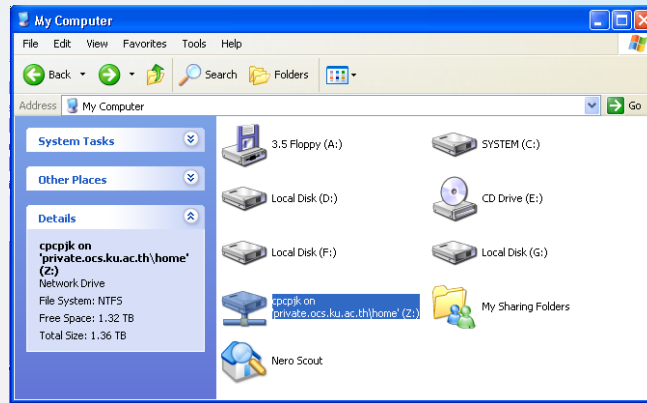 My Computer
File Edit View Favorites Tools Help
Back Search Folders
Address My Computer Go
System Tasks
Other Places
Details
cpcpjk on
'private.ocs.ku.ac.th\home'
(Z:)
Network Drive
File System: NTFS
Free Space: 1.32 TB
Total Size: 1.36 TB
3.5 Floppy (A:)
SYSTEM (C:)
Local Disk (D:)
CD Drive (E:)
Local Disk (F:)
Local Disk (G:)
cpcpjk on
'private.ocs.ku.ac.th\home' (Z:)
My Sharing Folders
Nero Scout